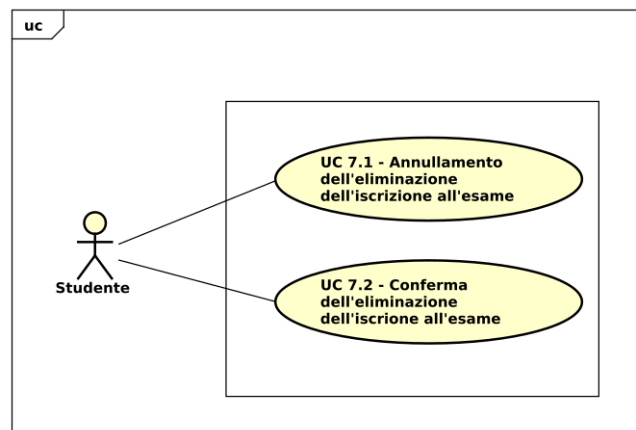 uc
UC 7.1 - Annullamento
dell'eliminazione
dell'iscrizione all'esame
Studente
UC 7.2 - Conferma
dell'eliminazione
dell'iscrione all'esame